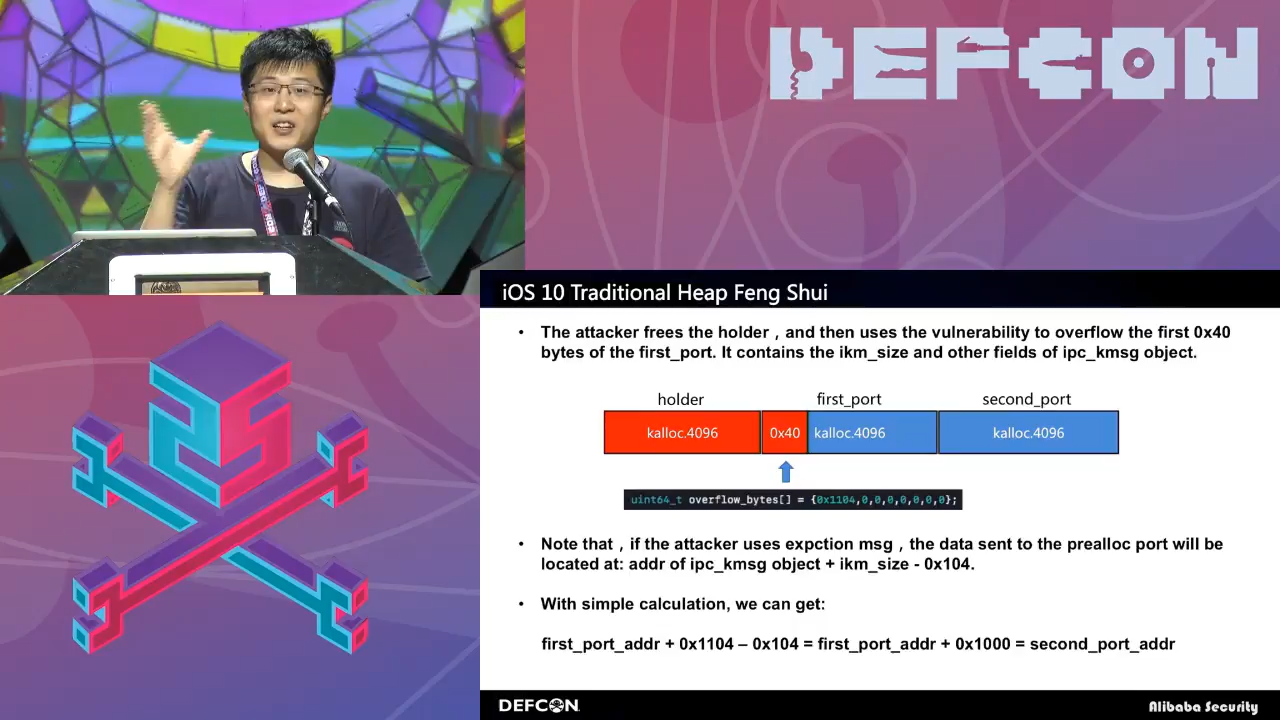 DEFCON
iOS 10 Traditional Heap Feng Shui
• The attacker frees the holder , and then uses the vulnerability to overflow the first 0x40
bytes of the first_port. It contains the ikm_size and other fields of ipc_kmsg object.
holder first_port second_port
kalloc.4096 0x40 kalloc.4096 kalloc.4096
uint64_t overflow_bytes[] = {0x1104,0,0,0,0,0,0,0};
• Note that , if the attacker uses expction msg , the data sent to the prealloc port will be
located at: addr of ipc_kmsg object + ikm_size - 0x104.
• With simple calculation, we can get:
first_port_addr + 0x1104 – 0x104 = first_port_addr + 0x1000 = second_port_addr
DEFCON
Alibaba Security